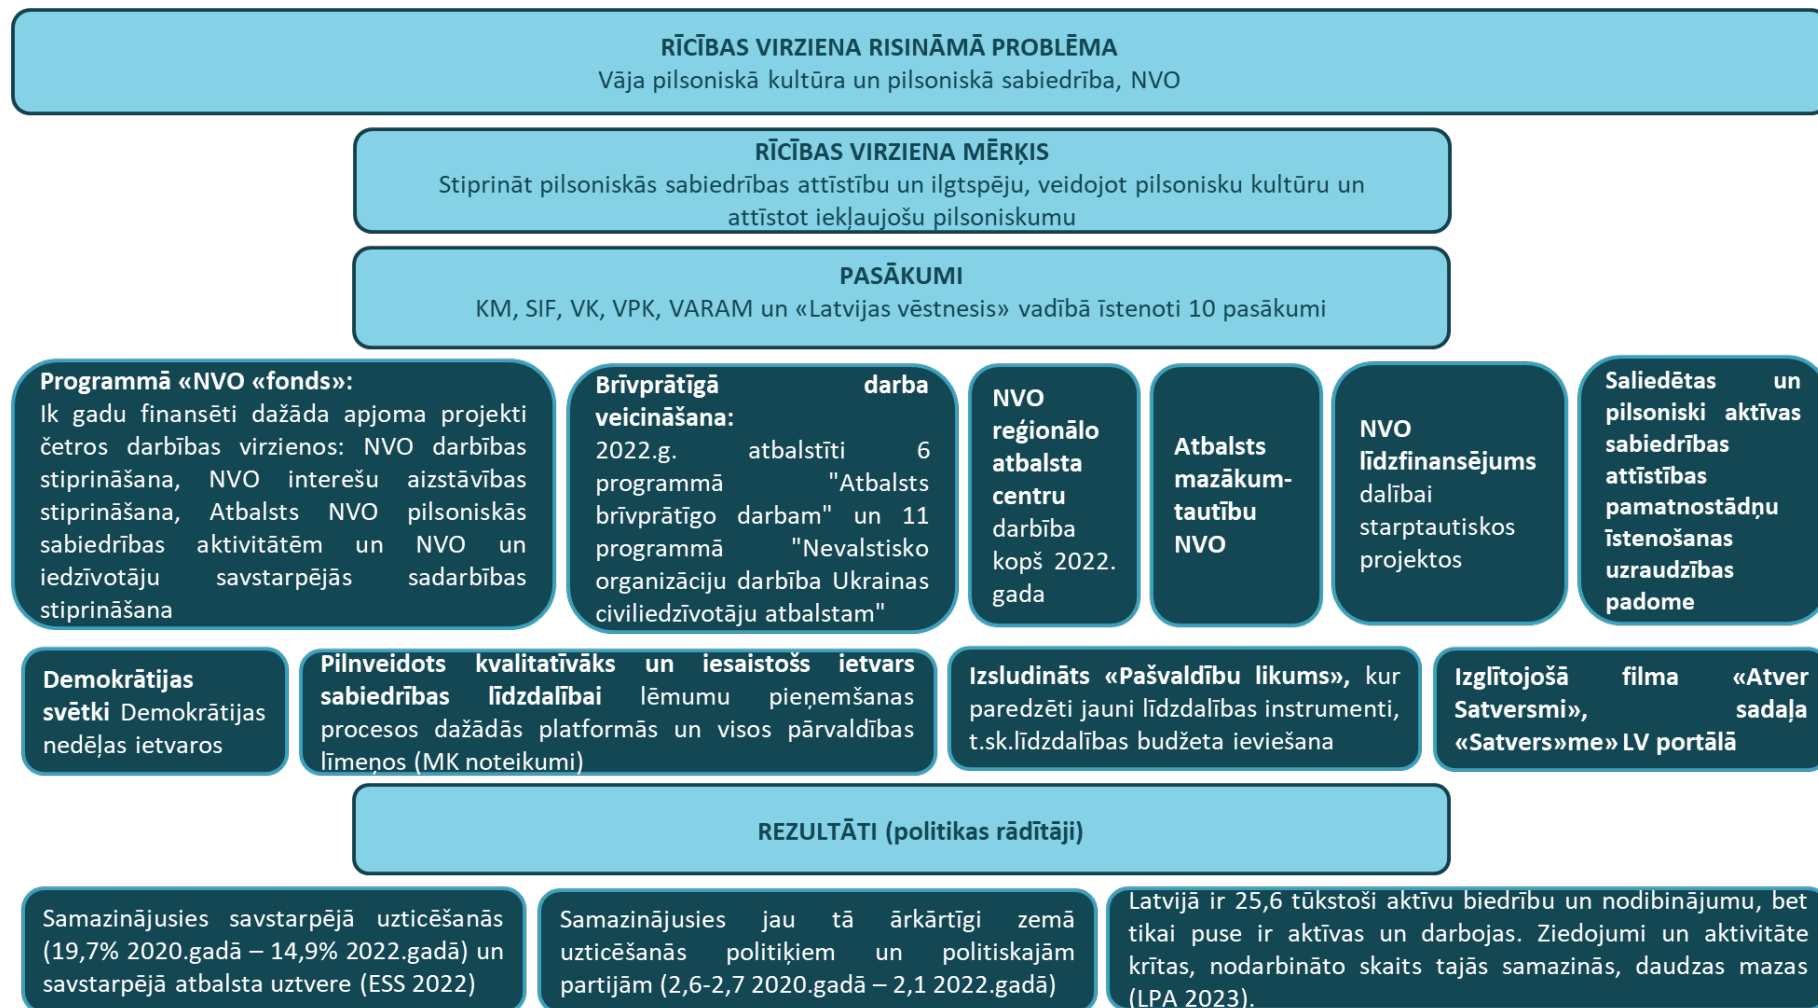 RĪCĪBAS VIRZIENA RISINĀMĀ PROBLĒMA
Vāja pilsoniskā kultūra un pilsoniskā sabiedrība, NVO
RĪCĪBAS VIRZIENA MĒRĶIS
Stiprināt pilsoniskās sabiedrības attīstību un ilgtspēju, veidojot pilsonisku kultūru un
attīstot iekļaujošu pilsoniskumu
PASĀKUMI
KM, SIF, VK, VPK, VARAM un «Latvijas vēstnesis» vadībā īstenoti 10 pasākumi
Programmā «NVO «fonds»:
Ik gadu finansēti dažāda apjoma projekti
četros darbības virzienos: NVO darbības
stiprināšana, NVO interešu aizstāvības
stiprināšana, Atbalsts NVO pilsoniskās
sabiedrības aktivitātēm un NVO un
iedzīvotāju savstarpējās sadarbības
stiprināšana
Brīvprātīgā darba
veicināšana:
2022.g. atbalstīti 6
programmā "Atbalsts
brīvprātīgo darbam" un 11
programmā "Nevalstisko
organizāciju darbība Ukrainas
civiliedzīvotāju atbalstam"
NVO
reģionālo
atbalsta
centru
darbība
kopš 2022.
gada
Atbalsts
mazākum-
tautību
NVO
NVO
līdzfinansējums
dalībai
starptautiskos
projektos
Saliedētas un
pilsoniski aktīvas
sabiedrības
attīstības
pamatnostādņu
īstenošanas
uzraudzības
padome
Demokrātijas
svētki Demokrātijas
nedēļas ietvaros
Pilnveidots kvalitatīvāks un iesaistošs ietvars
sabiedrības līdzdalībai lēmumu pieņemšanas
procesos dažādās platformās un visos pārvaldības
līmeņos (MK noteikumi)
Izsludināts «Pašvaldību likums», kur
paredzēti jauni līdzdalības instrumenti,
t.sk.līdzdalības budžeta ieviešana
Izglītojošā filma «Atver
Satversmi», sadaļa
«Satvers»me» LV portālā
REZULTĀTI (politikas rādītāji)
Samazinājusies savstarpējā uzticēšanās
(19,7% 2020.gadā – 14,9% 2022.gadā) un
savstarpējā atbalsta uztvere (ESS 2022)
Samazinājusies jau tā ārkārtīgi zemā
uzticēšanās politiķiem un politiskajām
partijām (2,6-2,7 2020.gadā – 2,1 2022.gadā)
Latvijā ir 25,6 tūkstoši aktīvu biedrību un nodibinājumu, bet
tikai puse ir aktīvas un darbojas. Ziedojumi un aktivitāte
krītas, nodarbināto skaits tajās samazinās, daudzas mazas
(LPA 2023).